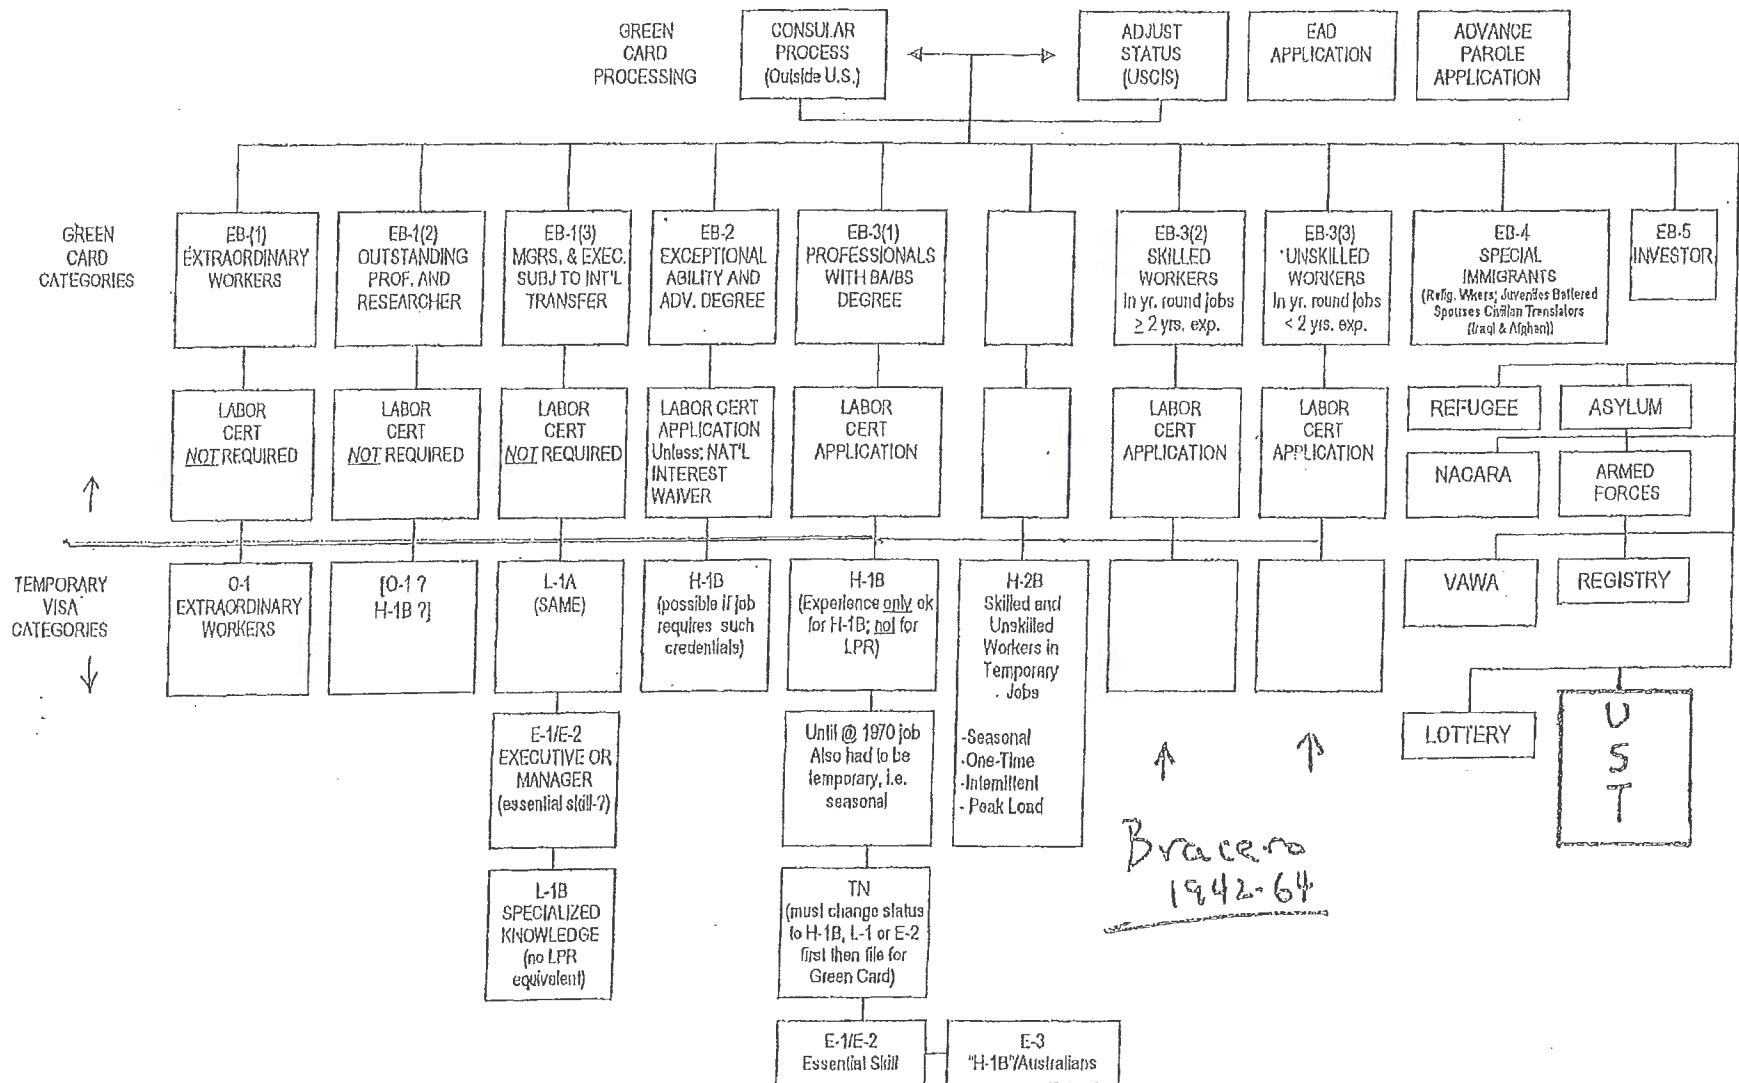 GREEN
CARD
PROCESSING
CONSULAR
PROCESS
(Outside U.S.)
ADJUST
STATUS
(USCIS)
EAD
APPLICATION
ADVANCE
PAROLE
APPLICATION
GREEN
CARD
CATEGORIES
EB-(1)
EXTRAORDINARY
WORKERS
EB-1(2)
OUTSTANDING
PROF. AND
RESEARCHER
EB-1(3)
MGRS, & EXEC.
SUBJ TO INT'L
TRANSFER
EB-2
EXCEPTIONAL
ABILITY AND
ADV. DEGREE
EB-3(1)
PROFESSIONALS
WITH BA/BS
DEGREE
EB-3(2)
SKILLED
WORKERS
In yr. round jobs
≥ 2 yrs. exp.
EB-3(3)
UNSKILLED
WORKERS
In yr. round jobs
< 2 yrs. exp.
EB-4
SPECIAL
IMMIGRANTS
(Relig. Wkers; Juveniles Battered
Spouses Civilian Translators
(Iraqi & Afghan))
EB-5
INVESTOR
LABOR
CERT
NOT REQUIRED
LABOR
CERT
NOT REQUIRED
LABOR
CERT
NOT REQUIRED
LABOR CERT
APPLICATION
Unless: NAT'L
INTEREST
WAIVER
LABOR
CERT
APPLICATION
LABOR
CERT
APPLICATION
LABOR
CERT
APPLICATION
REFUGEE
ASYLUM
NACARA
ARMED
FORCES
VAWA
REGISTRY
LOTTERY
U
S
T
TEMPORARY
VISA
CATEGORIES
O-1
EXTRAORDINARY
WORKERS
[O-1 ?
H-1B ?]
L-1A
(SAME)
H-1B
(possible if job
requires such
credentials)
H-1B
(Experience only ok
for H-1B; not for
LPR)
H-2B
Skilled and
Unskilled
Workers in
Temporary
Jobs
-Seasonal
-One-Time
-Intemittent
- Peak Load
E-1/E-2
EXECUTIVE OR
MANAGER
(essential skill-?)
Until @ 1970 job
Also had to be
temporary, i.e.
seasonal
L-1B
SPECIALIZED
KNOWLEDGE
(no LPR
equivalent)
TN
(must change status
to H-1B, L-1 or E-2
first then file for
Green Card)
E-1/E-2
Essential Skill
E-3
"H-1B"/Australians
Bracero
1942-64